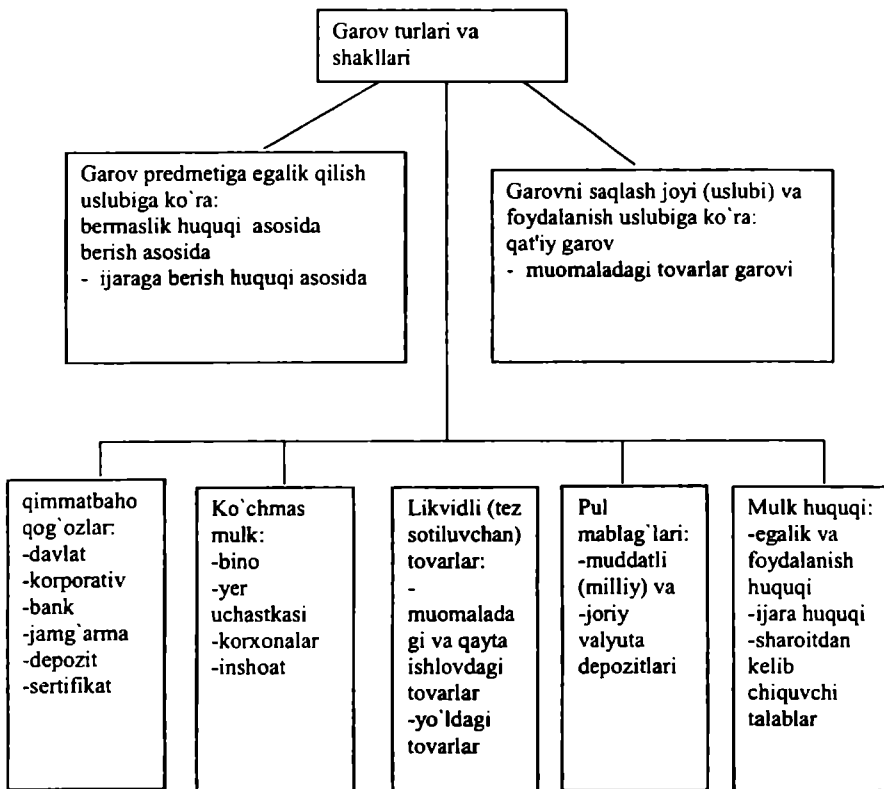 Garov turlari va
shakllari
Garov predmetiga egalik qilish
uslubiga ko`ra:
bermaslik huquqi asosida
berish asosida
- ijaraga berish huquqi asosida
Garovni saqlash joyi (uslubi) va
foydalanish uslubiga ko`ra:
qat'iy garov
- muomaladagi tovarlar garovi
qimmatbaho
qog`ozlar:
-davlat
-korporativ
-bank
-jamg`arma
-depozit
-sertifikat
Ko`chmas
mulk:
-bino
-yer
uchastkasi
-korxonalar
-inshoat
Likvidli (tez
sotiluvchan)
tovarlar:
-
muomalada
gi va qayta
ishlovdagi
tovarlar
-yo`ldagi
tovarlar
Pul
mablag`lari:
-muddatli
(milliy) va
-joriy
valyuta
depozitlari
Mulk huquqi:
-egalik va
foydalanish
huquqi
-ijara huquqi
-sharoitdan
kelib
chiquvchi
talablar